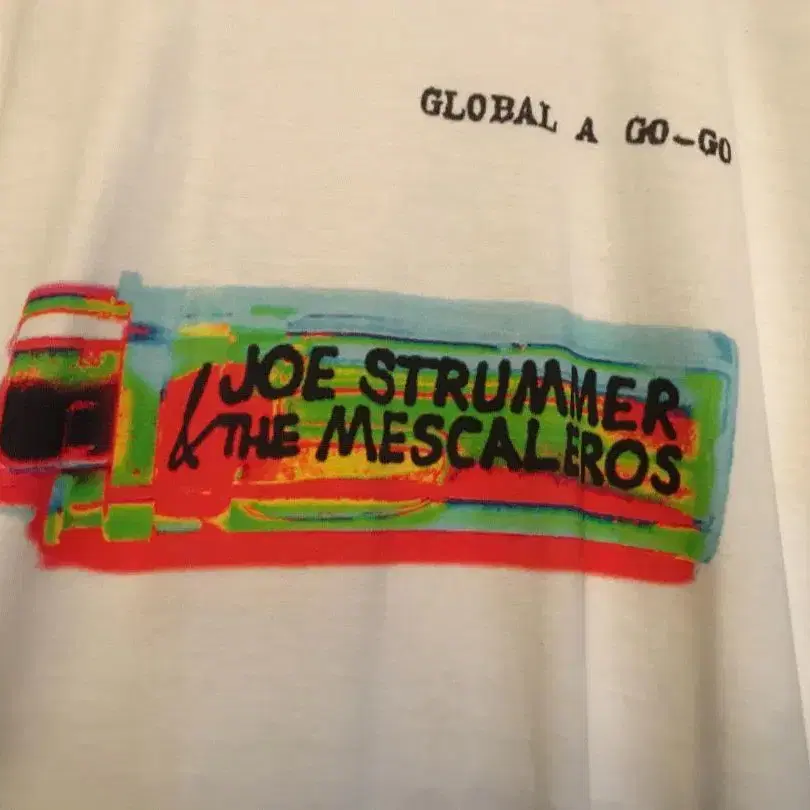 GLOBAL A GO-GO
JOE STRUMMER
& THE MESCALEROS